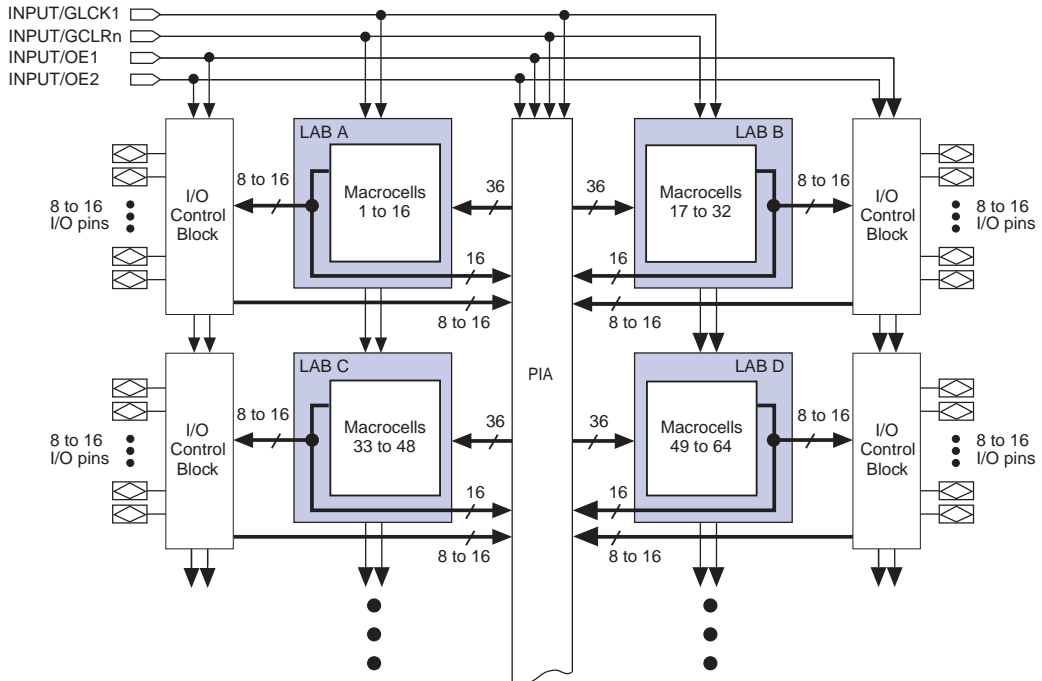 INPUT/GLCK1
INPUT/GCLRn
INPUT/OE1
INPUT/OE2
LAB A
LAB B
8 to 16
I/O pins
I/O
Control
Block
8 to 16
Macrocells
1 to 16
36
36
Macrocells
17 to 32
8 to 16
I/O
Control
Block
8 to 16
I/O pins
16
16
8 to 16
8 to 16
LAB C
PIA
LAB D
8 to 16
I/O pins
I/O
Control
Block
8 to 16
Macrocells
33 to 48
36
36
Macrocells
49 to 64
8 to 16
I/O
Control
Block
8 to 16
I/O pins
16
16
8 to 16
8 to 16